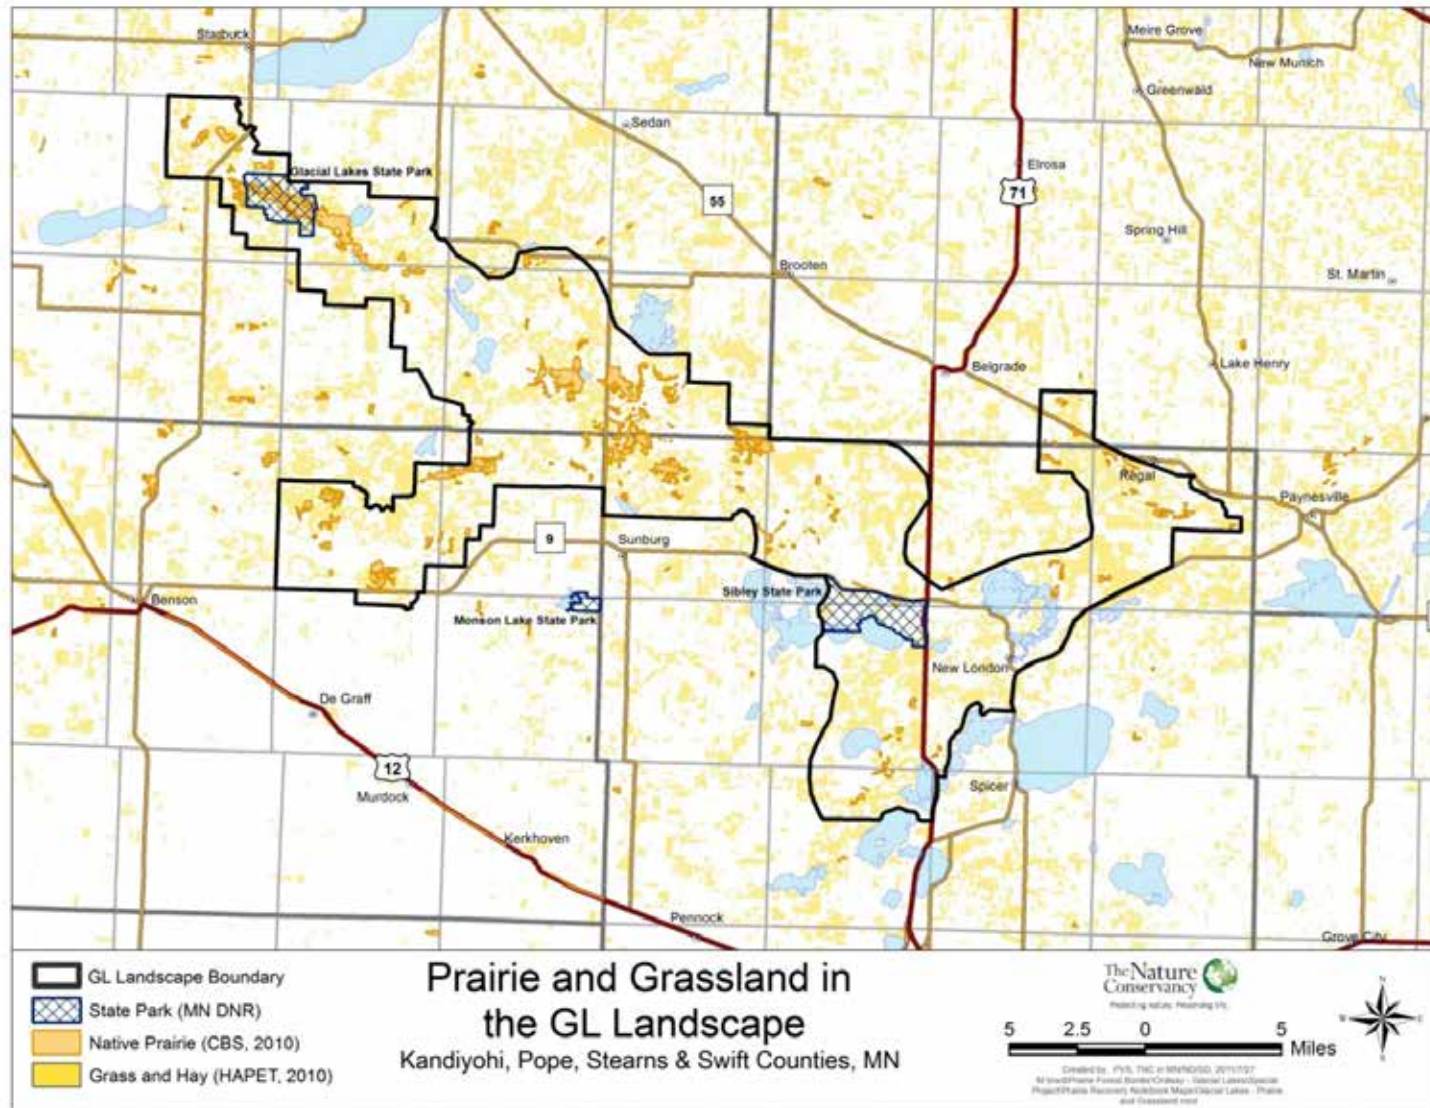 Starbuck
Meire Grove
New Munich
Greenwald
Sedan
Elrosa
Glacial Lakes State Park
55
71
Spring Hill
Brooten
St. Martin
Belgrade
Lake Henry
Regal
Paynesville
9
Sunburg
Sibley State Park
Benson
Monson Lake State Park
New London
De Graff
12
Murdock
Spicer
Kerkhoven
Pennock
Grove City
GL Landscape Boundary
State Park (MN DNR)
Native Prairie (CBS, 2010)
Grass and Hay (HAPET, 2010)
Prairie and Grassland in
the GL Landscape
Kandiyohi, Pope, Stearns & Swift Counties, MN
The Nature
Conservancy
Protecting nature. Preserving life.
5 2.5 0 5
Miles
N
W E
S